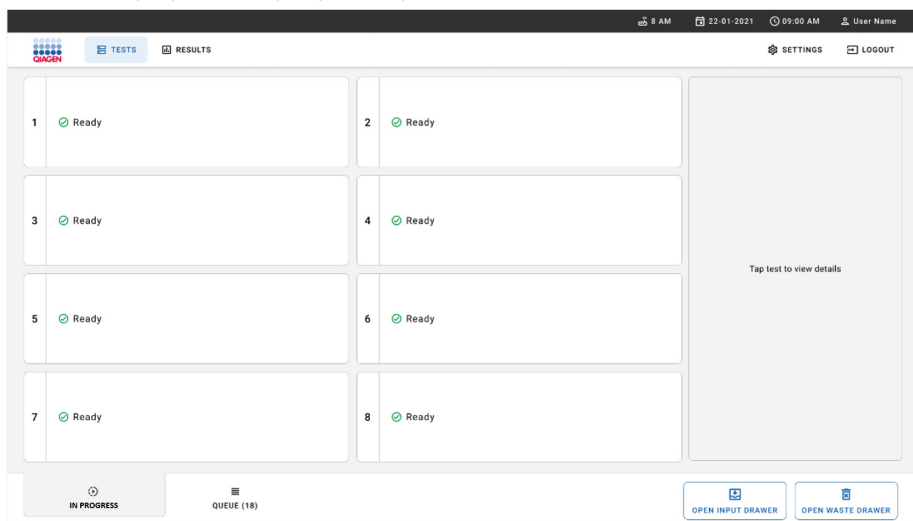 8 AM 22-01-2021 09:00 AM User Name
QIAGEN TESTS RESULTS SETTINGS LOGOUT
1 Ready 2 Ready
3 Ready 4 Ready
Tap test to view details
5 Ready 6 Ready
7 Ready 8 Ready
IN PROGRESS QUEUE (18) OPEN INPUT DRAWER OPEN WASTE DRAWER